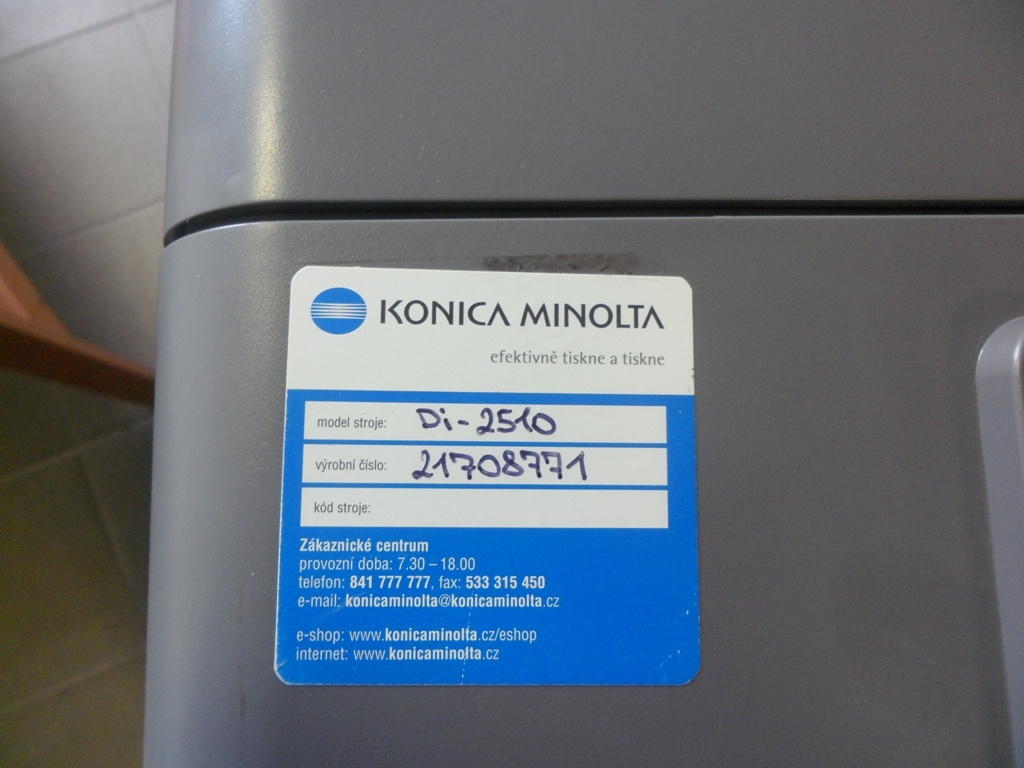 KONICA MINOLTA
efektivně tiskne a tiskne
model stroje: Di-2510
výrobní číslo: 21708771
kód stroje:
Zákaznické centrum
provozní doba: 7.30 – 18.00
telefon: 841 777 777, fax: 533 315 450
e-mail: konicaminolta@konicaminolta.cz
e-shop: www.konicaminolta.cz/eshop
internet: www.konicaminolta.cz